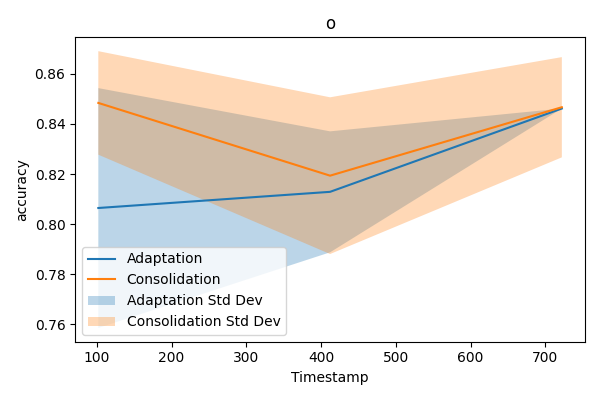 o
accuracy
0.86
0.84
0.82
0.80
0.78
0.76
Adaptation
Consolidation
Adaptation Std Dev
Consolidation Std Dev
100 200 300 400 500 600 700
Timestamp